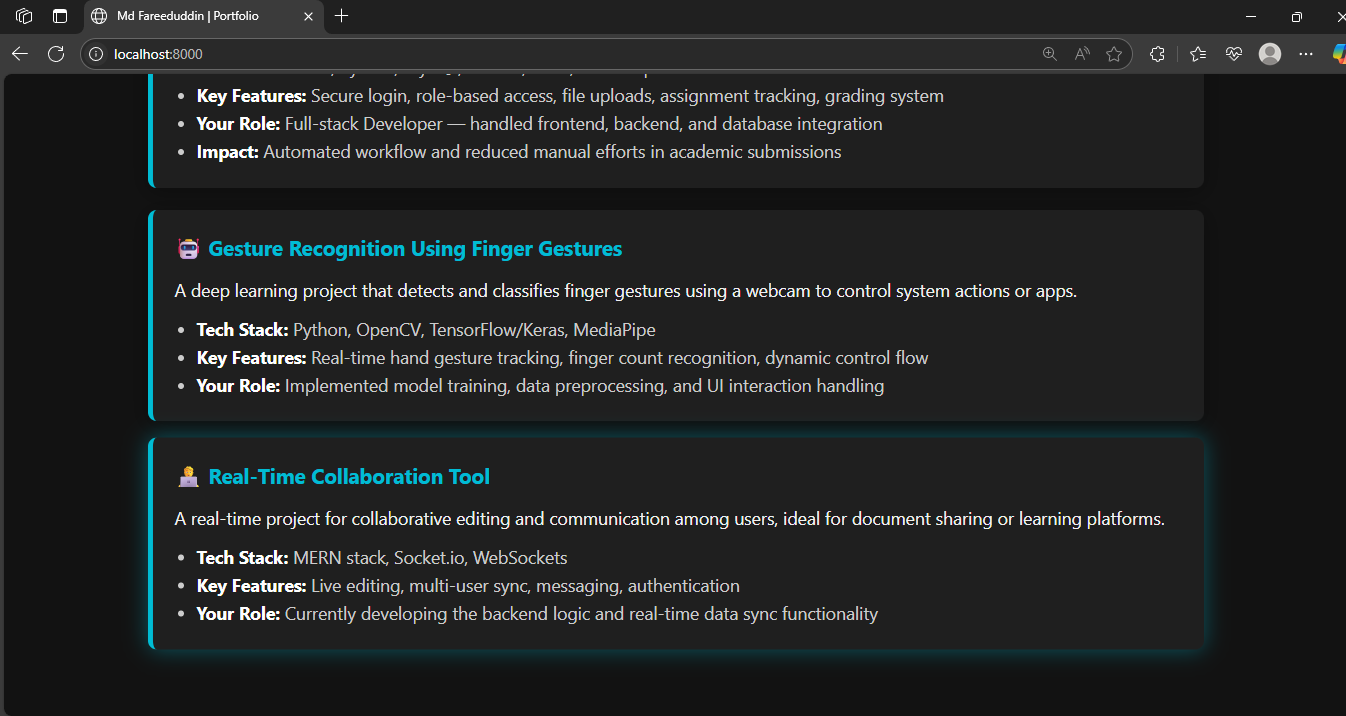 Md Fareeduddin | Portfolio
localhost:8000
Key Features: Secure login, role-based access, file uploads, assignment tracking, grading system
Your Role: Full-stack Developer — handled frontend, backend, and database integration
Impact: Automated workflow and reduced manual efforts in academic submissions
Gesture Recognition Using Finger Gestures
A deep learning project that detects and classifies finger gestures using a webcam to control system actions or apps.
Tech Stack: Python, OpenCV, TensorFlow/Keras, MediaPipe
Key Features: Real-time hand gesture tracking, finger count recognition, dynamic control flow
Your Role: Implemented model training, data preprocessing, and UI interaction handling
Real-Time Collaboration Tool
A real-time project for collaborative editing and communication among users, ideal for document sharing or learning platforms.
Tech Stack: MERN stack, Socket.io, WebSockets
Key Features: Live editing, multi-user sync, messaging, authentication
Your Role: Currently developing the backend logic and real-time data sync functionality